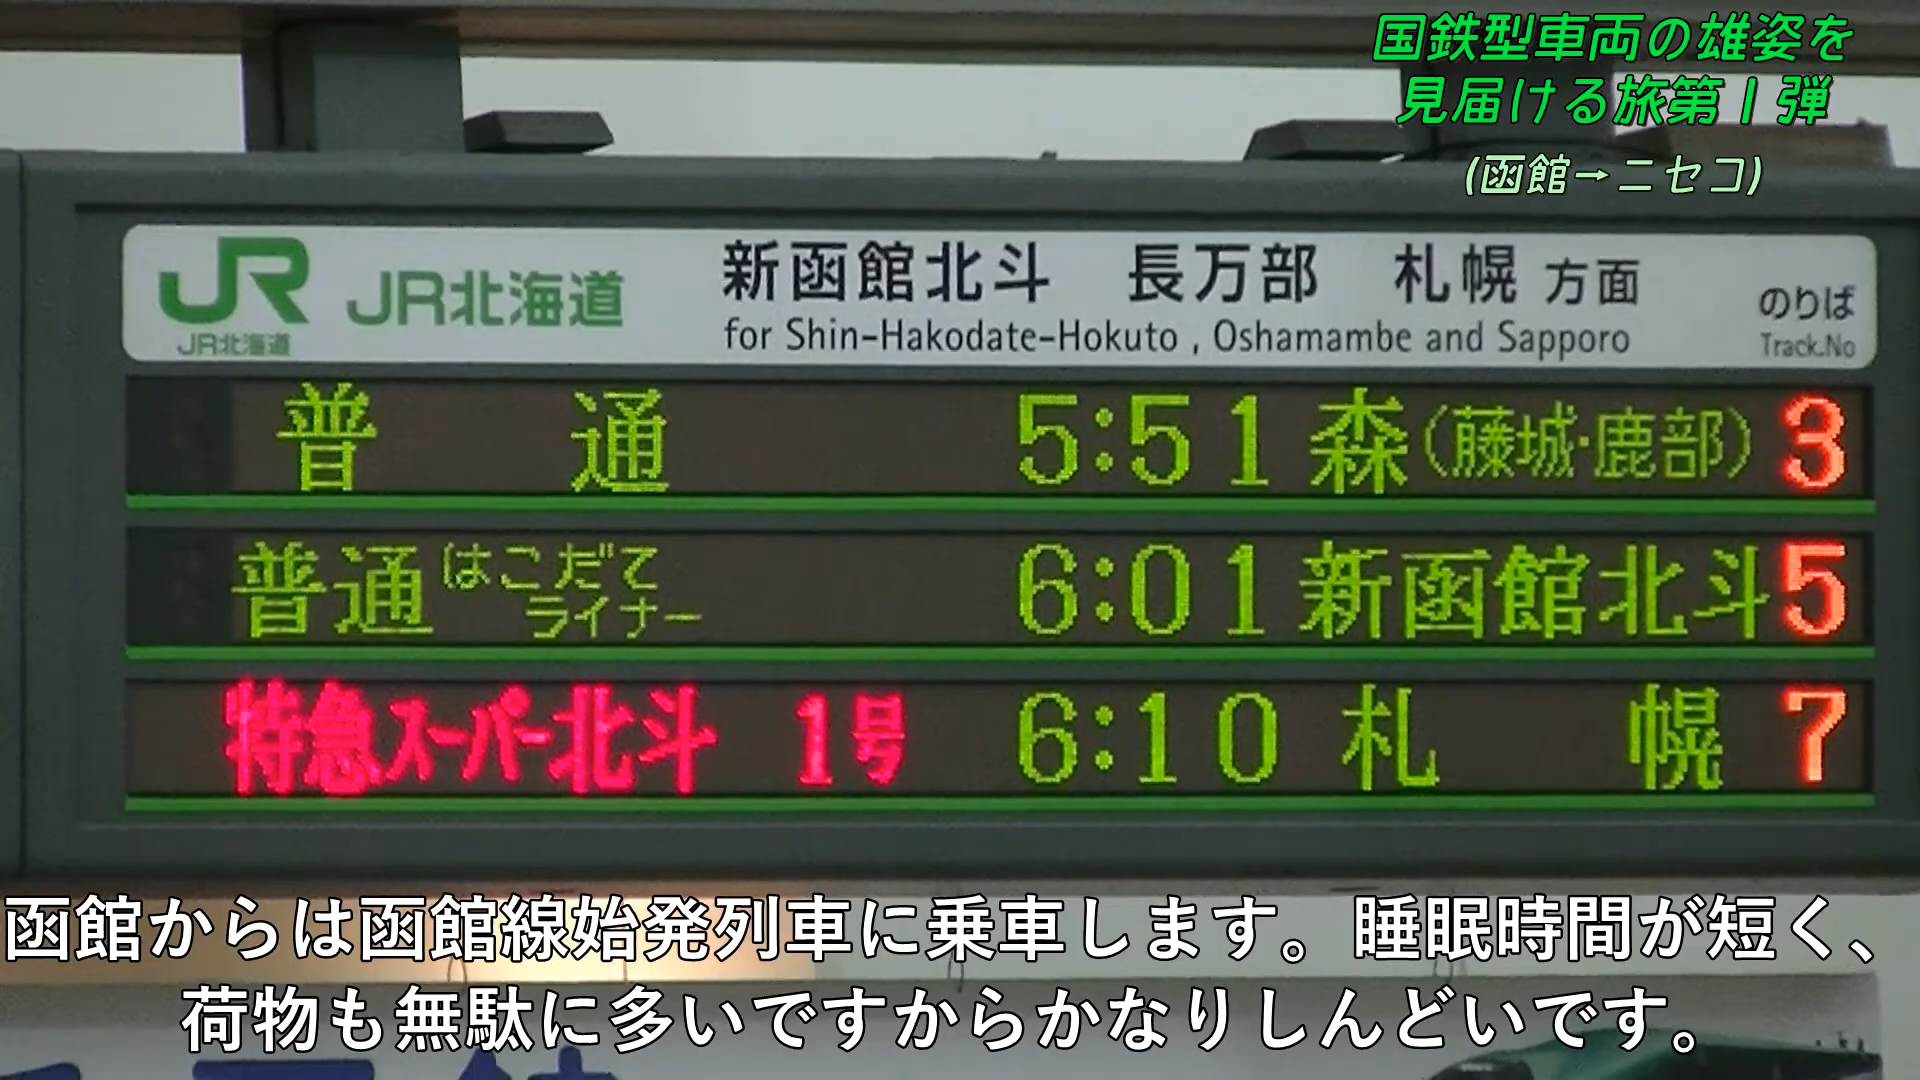 国鉄型車両の雄姿を
見届ける旅第1弾
(函館→ニセコ)
JR JR北海道 新函館北斗 長万部 札幌 方面 のりば
JR北海道 for Shin-Hakodate-Hokuto , Oshamambe and Sapporo Track.No
普 通 5:51 森(藤城・鹿部) 3
普通 はこだてライナー 6:01 新函館北斗 5
特急スーパー北斗 1号 6:10 札 幌 7
函館からは函館線始発列車に乗車します。睡眠時間が短く、
荷物も無駄に多いですからかなりしんどいです。